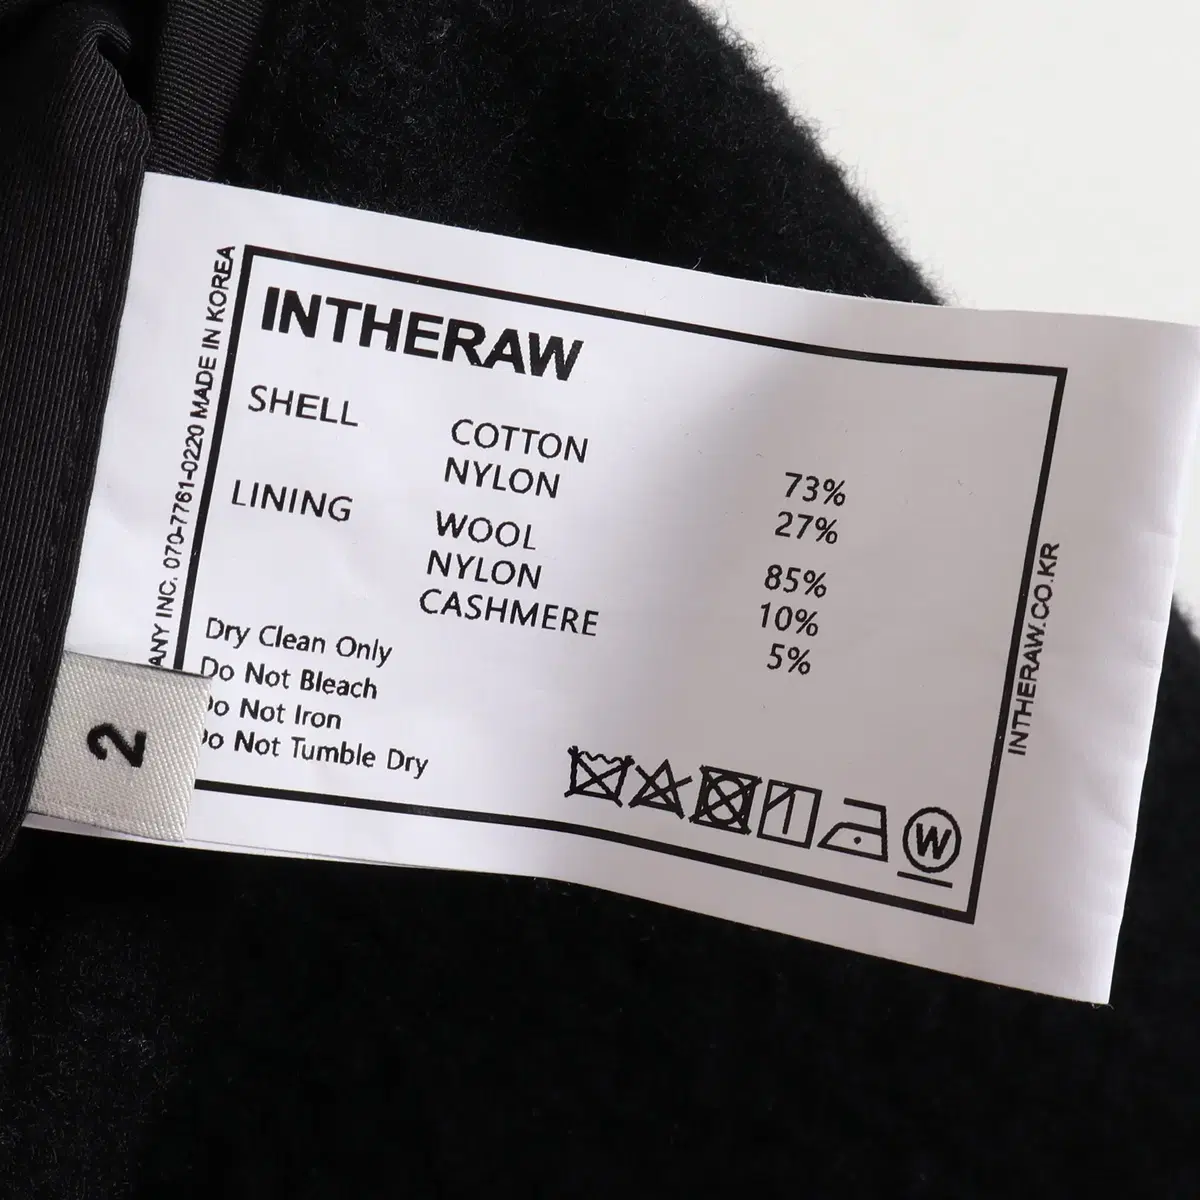 INTHERAW
SHELL COTTON 73%
NYLON 27%
LINING WOOL 85%
NYLON 10%
CASHMERE 5%
Dry Clean Only
Do Not Bleach
Do Not Iron
Do Not Tumble Dry
W
INC. 070-7761-0220 MADE IN KOREA
INTHERAW.CO.KR
2